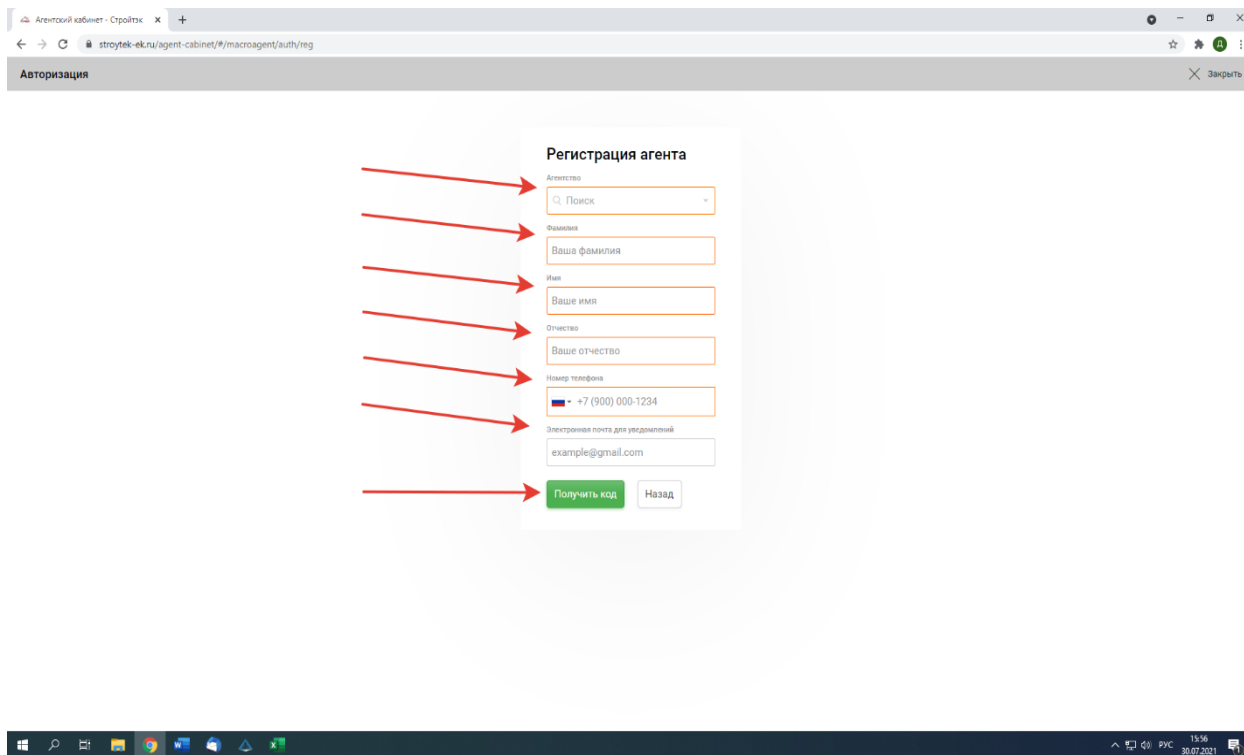 Агентский кабинет - Стройтэк
stroytek-ek.ru/agent-cabinet/#/macroagent/auth/reg
Д
Авторизация
Закрыть
Регистрация агента
Агентство
Поиск
Фамилия
Ваша фамилия
Имя
Ваше имя
Отчество
Ваше отчество
Номер телефона
+7 (900) 000-1234
Электронная почта для уведомлений
example@gmail.com
Получить код
Назад
РУС
15:56
30.07.2021